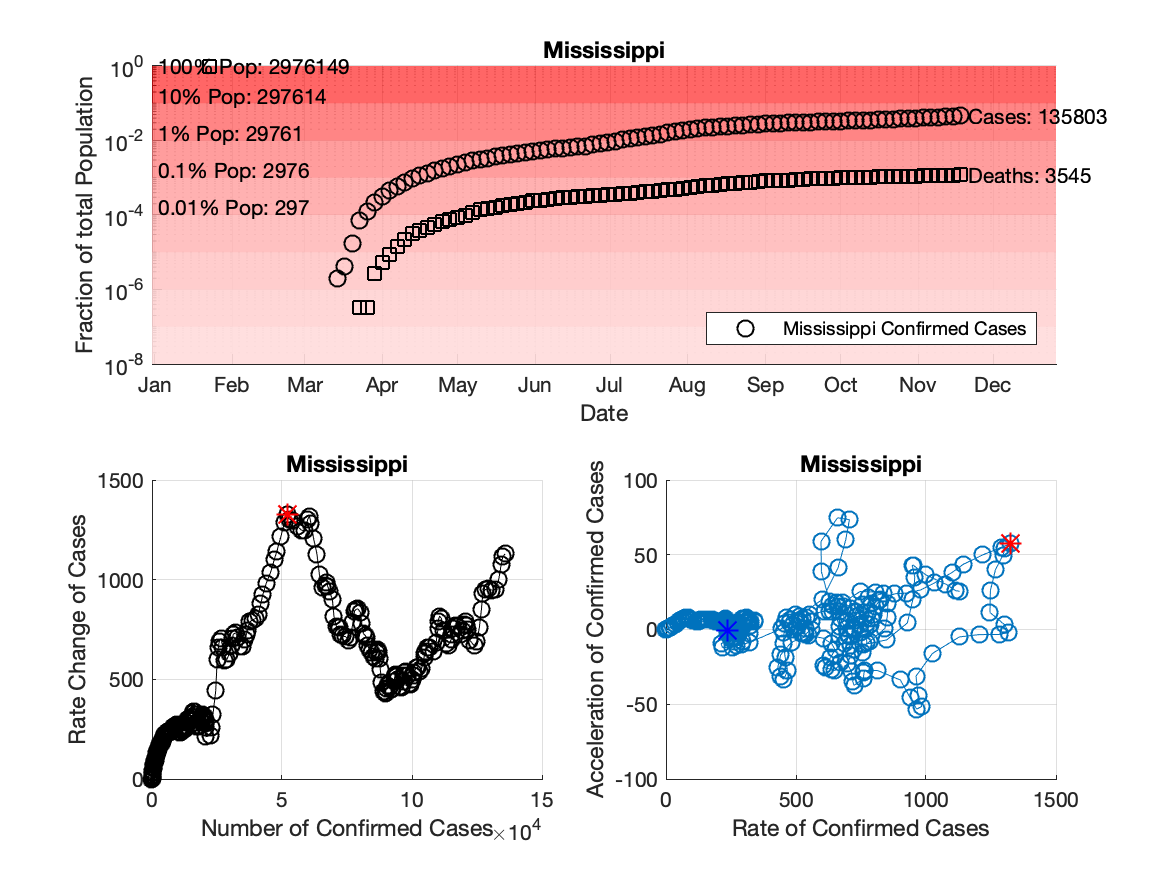 Mississippi
10^0
10^-2
10^-4
10^-6
10^-8
Fraction of total Population
100% Pop: 2976149
10% Pop: 297614
1% Pop: 29761
0.1% Pop: 2976
0.01% Pop: 297
Cases: 135803
Deaths: 3545
Mississippi Confirmed Cases
Jan Feb Mar Apr May Jun Jul Aug Sep Oct Nov Dec
Date
Mississippi
1500
1000
500
0
Rate Change of Cases
0 5 10 15
Number of Confirmed Cases ×10^4
Mississippi
100
50
0
-50
-100
Acceleration of Confirmed Cases
0 500 1000 1500
Rate of Confirmed Cases